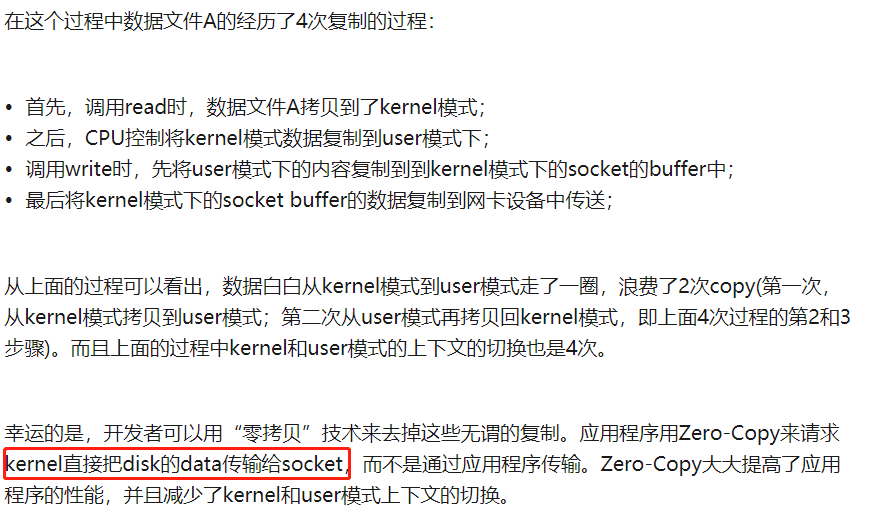 在这个过程中数据文件A的经历了4次复制的过程：
• 首先，调用read时，数据文件A拷贝到了kernel模式；
• 之后，CPU控制将kernel模式数据复制到user模式下；
• 调用write时，先将user模式下的内容复制到到kernel模式下的socket的buffer中；
• 最后将kernel模式下的socket buffer的数据复制到网卡设备中传送；
从上面的过程可以看出，数据白白从kernel模式到user模式走了一圈，浪费了2次copy(第一次，
从kernel模式拷贝到user模式；第二次从user模式再拷贝回kernel模式，即上面4次过程的第2和3
步骤)。而且上面的过程中kernel和user模式的上下文的切换也是4次。
幸运的是，开发者可以用“零拷贝”技术来去掉这些无谓的复制。应用程序用Zero-Copy来请求
kernel直接把disk的data传输给socket，而不是通过应用程序传输。Zero-Copy大大提高了应用
程序的性能，并且减少了kernel和user模式上下文的切换。